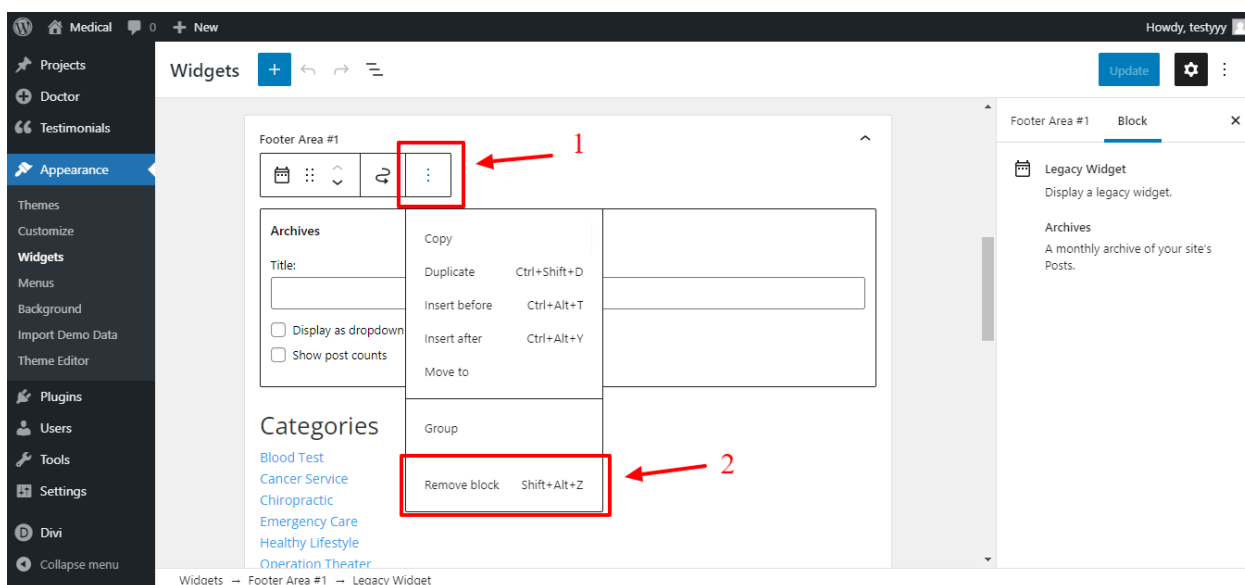 Medical 0 New Howdy, testyyy
Projects
Doctor
Testimonials
Appearance
Themes
Customize
Widgets
Menus
Background
Import Demo Data
Theme Editor
Plugins
Users
Tools
Settings
Divi
Collapse menu
Widgets Update
Footer Area #1
1
Archives
Title:
Display as dropdown
Show post counts
Copy
Duplicate Ctrl+Shift+D
Insert before Ctrl+Alt+T
Insert after Ctrl+Alt+Y
Move to
Group
Remove block Shift+Alt+Z
2
Categories
Blood Test
Cancer Service
Chiropractic
Emergency Care
Healthy Lifestyle
Operation Theater
Footer Area #1 Block
Legacy Widget
Display a legacy widget.
Archives
A monthly archive of your site's
Posts.
Widgets → Footer Area #1 → Legacy Widget